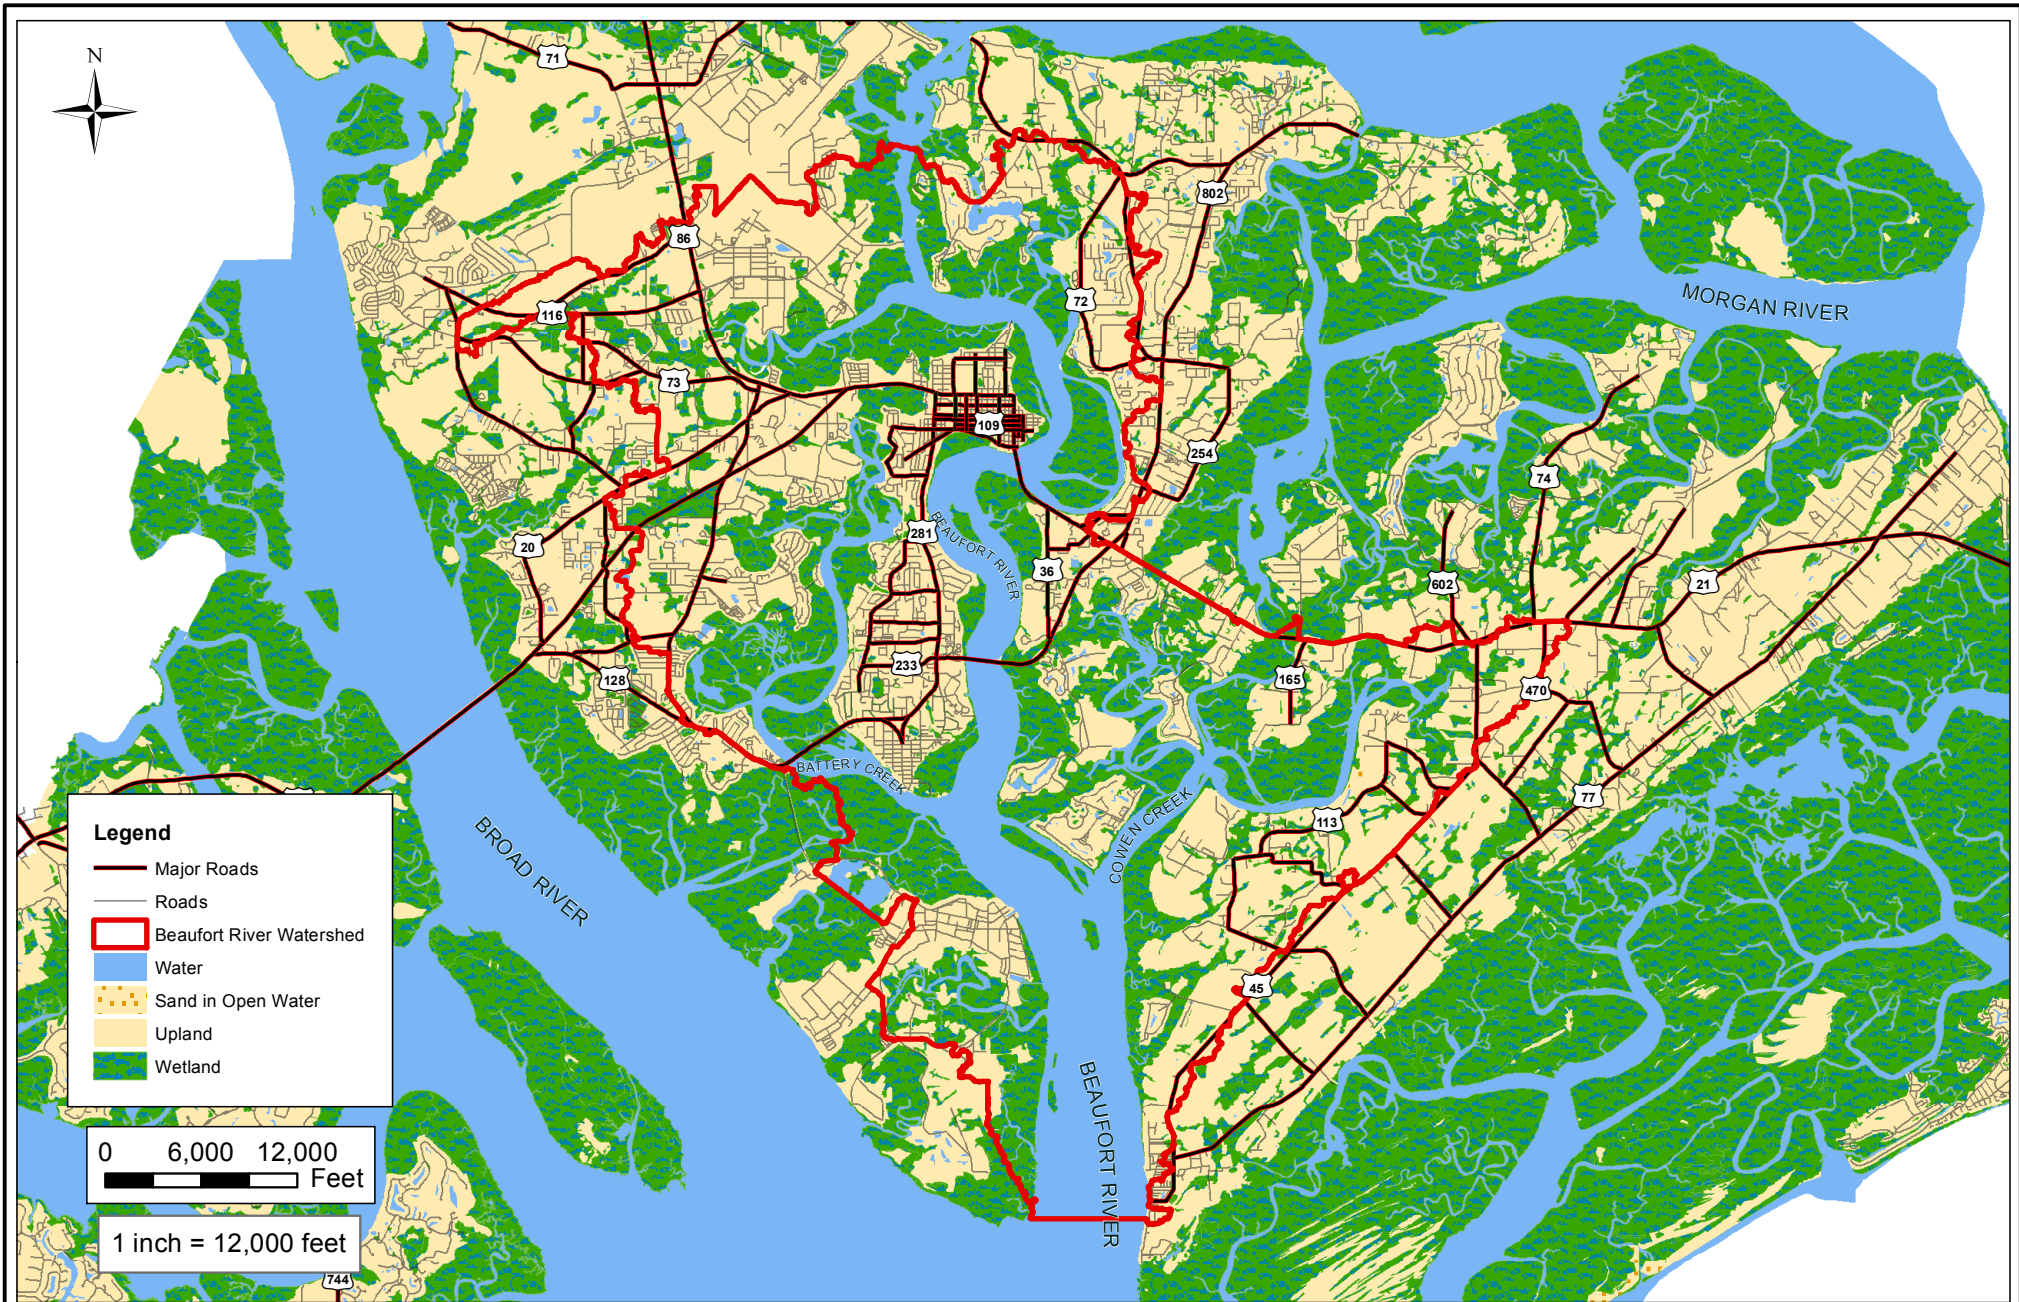 N
71
86
802
116
72
MORGAN RIVER
73
109
254
74
20
281
BEAUFORT RIVER
36
602
21
128
233
165
470
BATTERY CREEK
COWEN CREEK
113
77
BROAD RIVER
45
BEAUFORT RIVER
Legend
Major Roads
Roads
Beaufort River Watershed
Water
Sand in Open Water
Upland
Wetland
0 6,000 12,000
Feet
1 inch = 12,000 feet
744